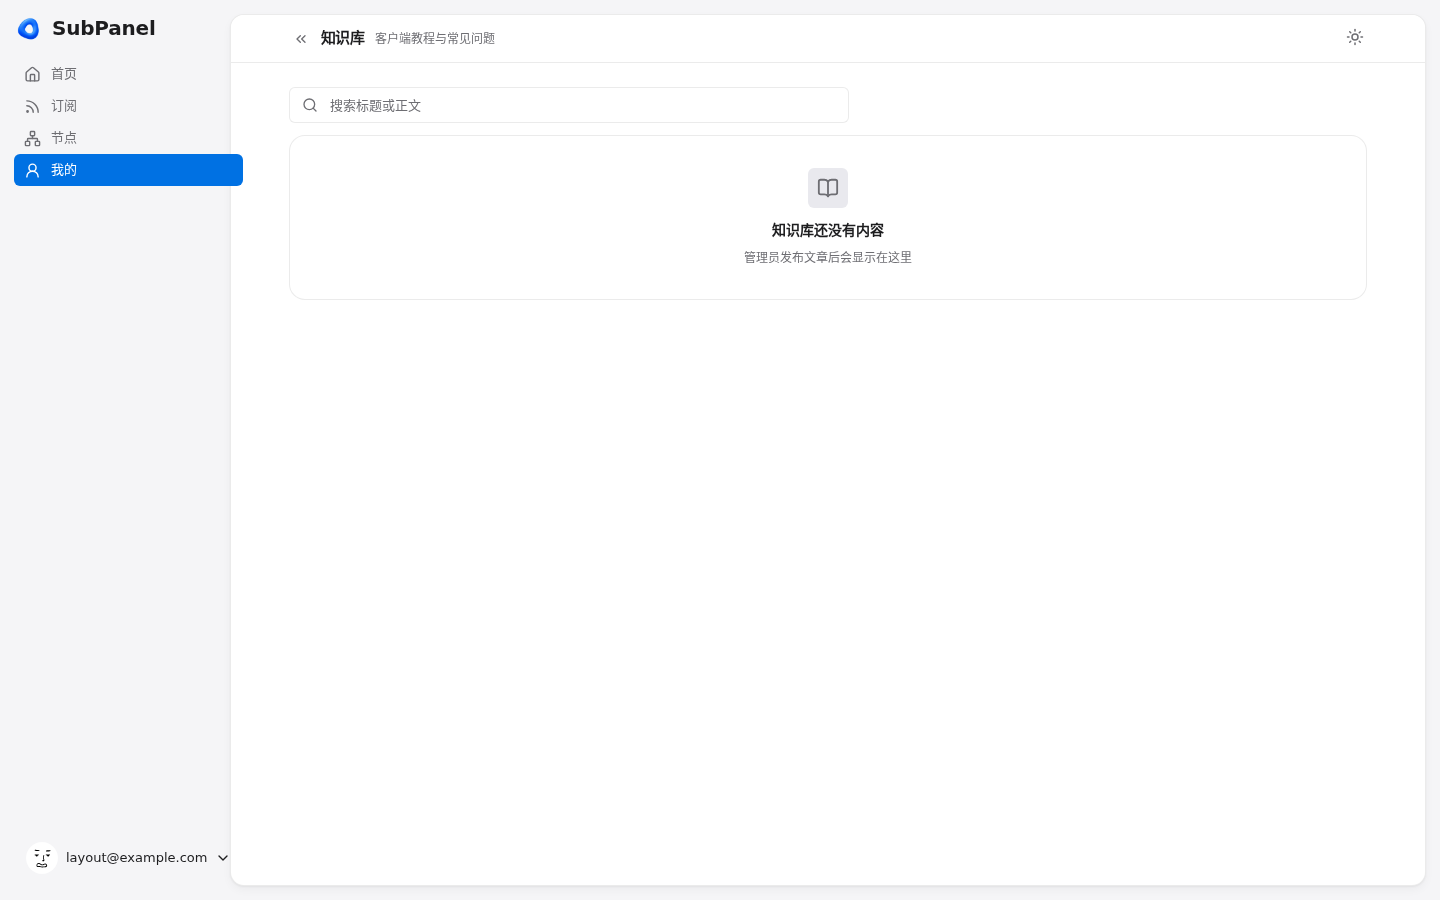 SubPanel
首页
订阅
节点
我的
layout@example.com
知识库 客户端教程与常见问题
搜索标题或正文
知识库还没有内容
管理员发布文章后会显示在这里